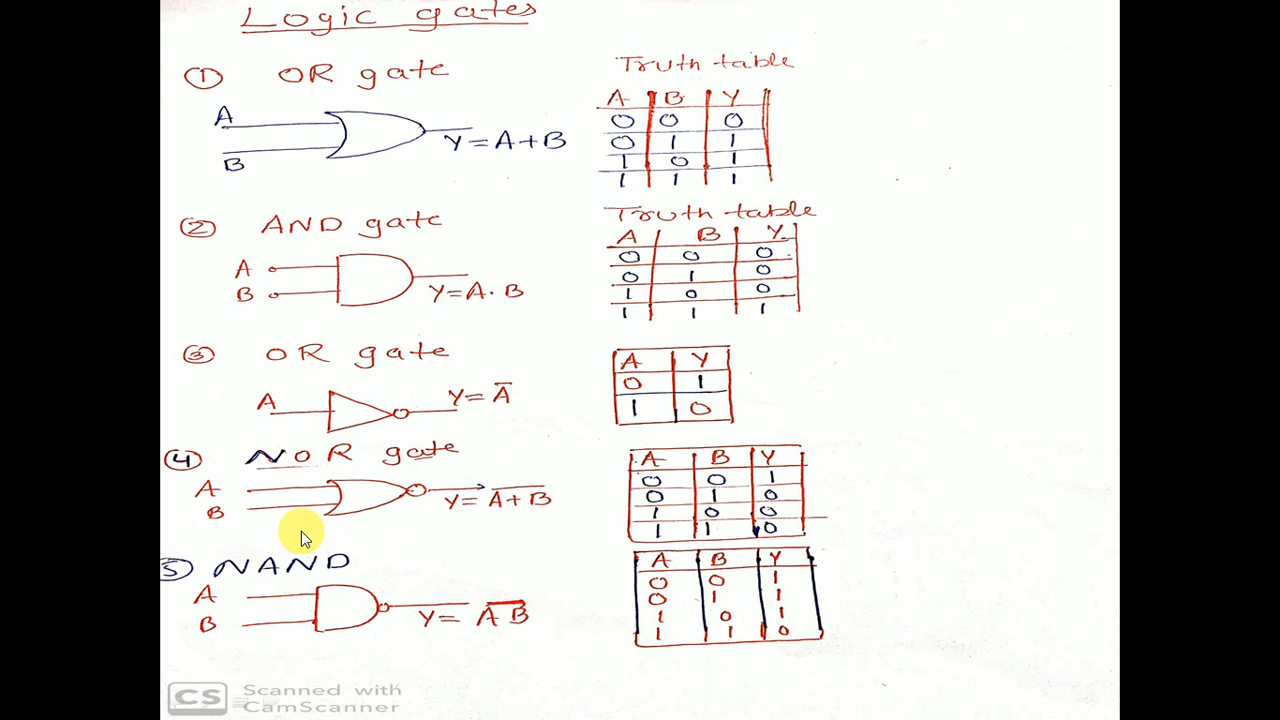 Logic gates
① OR gate
A
B
Y = A + B
Truth table
A B Y
0 0 0
0 1 1
1 0 1
1 1 1
② AND gate
A
B
Y = A . B
Truth table
A B Y
0 0 0
0 1 0
1 0 0
1 1 1
③ OR gate
A
Y = A̅
A Y
0 1
1 0
④ NOR gate
A
B
Y = A̅ ̅+̅ ̅B̅
A B Y
0 0 1
0 1 0
1 0 0
1 1 0
⑤ NAND
A
B
Y = A̅ ̅B̅
A B Y
0 0 1
0 1 1
1 0 1
1 1 0
CS Scanned with
CamScanner